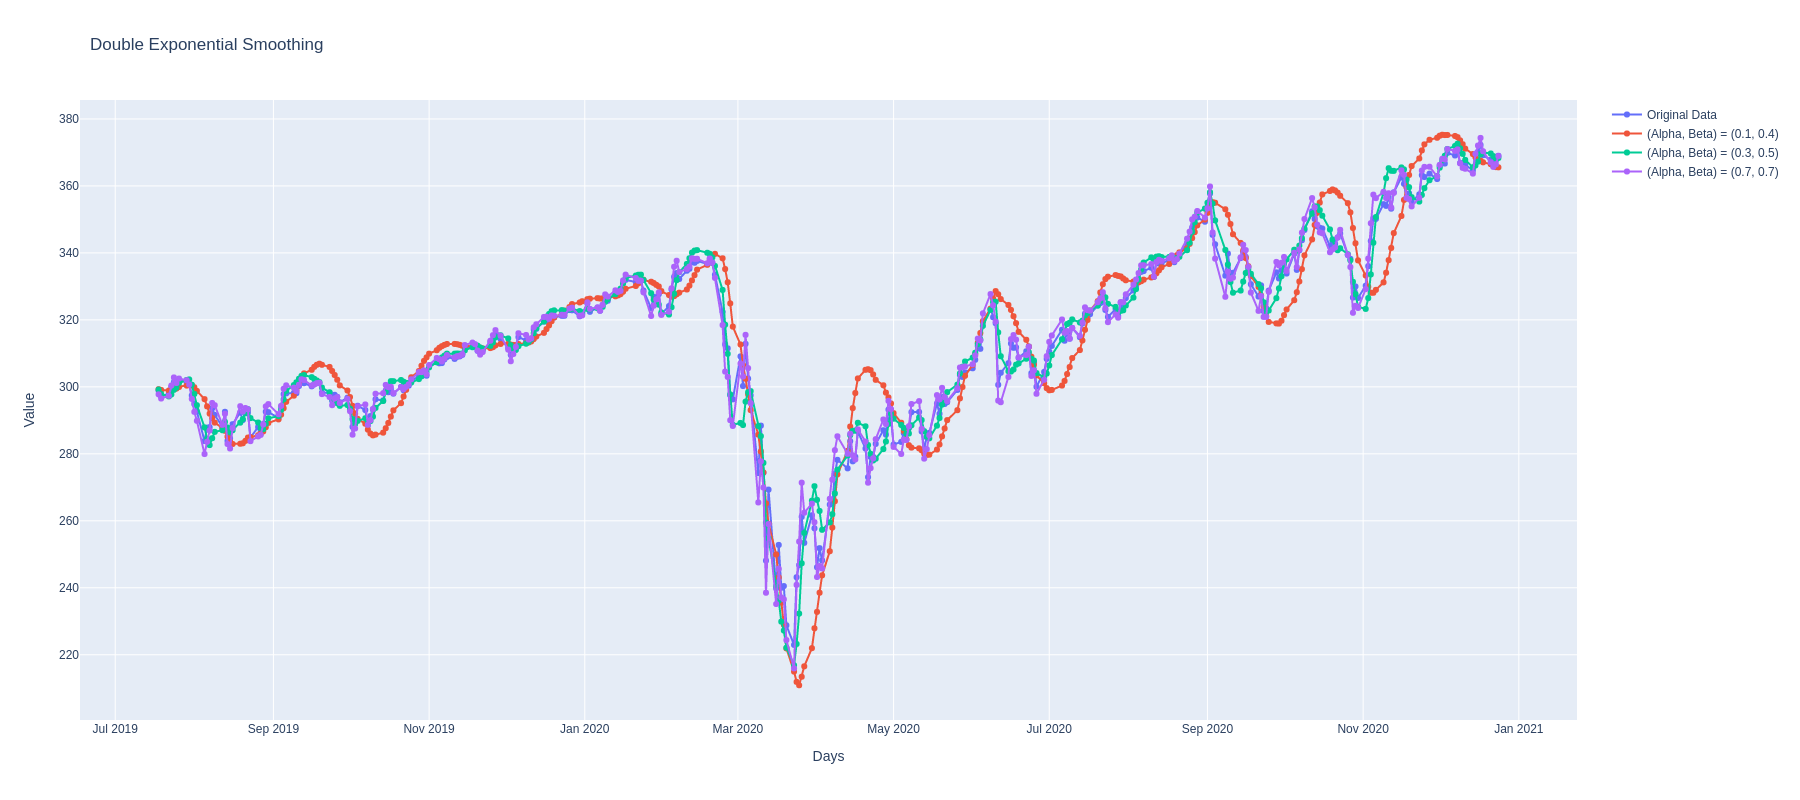 Double Exponential Smoothing
Original Data
(Alpha, Beta) = (0.1, 0.4)
(Alpha, Beta) = (0.3, 0.5)
(Alpha, Beta) = (0.7, 0.7)
Value
380
360
340
320
300
280
260
240
220
Jul 2019 Sep 2019 Nov 2019 Jan 2020 Mar 2020 May 2020 Jul 2020 Sep 2020 Nov 2020 Jan 2021
Days